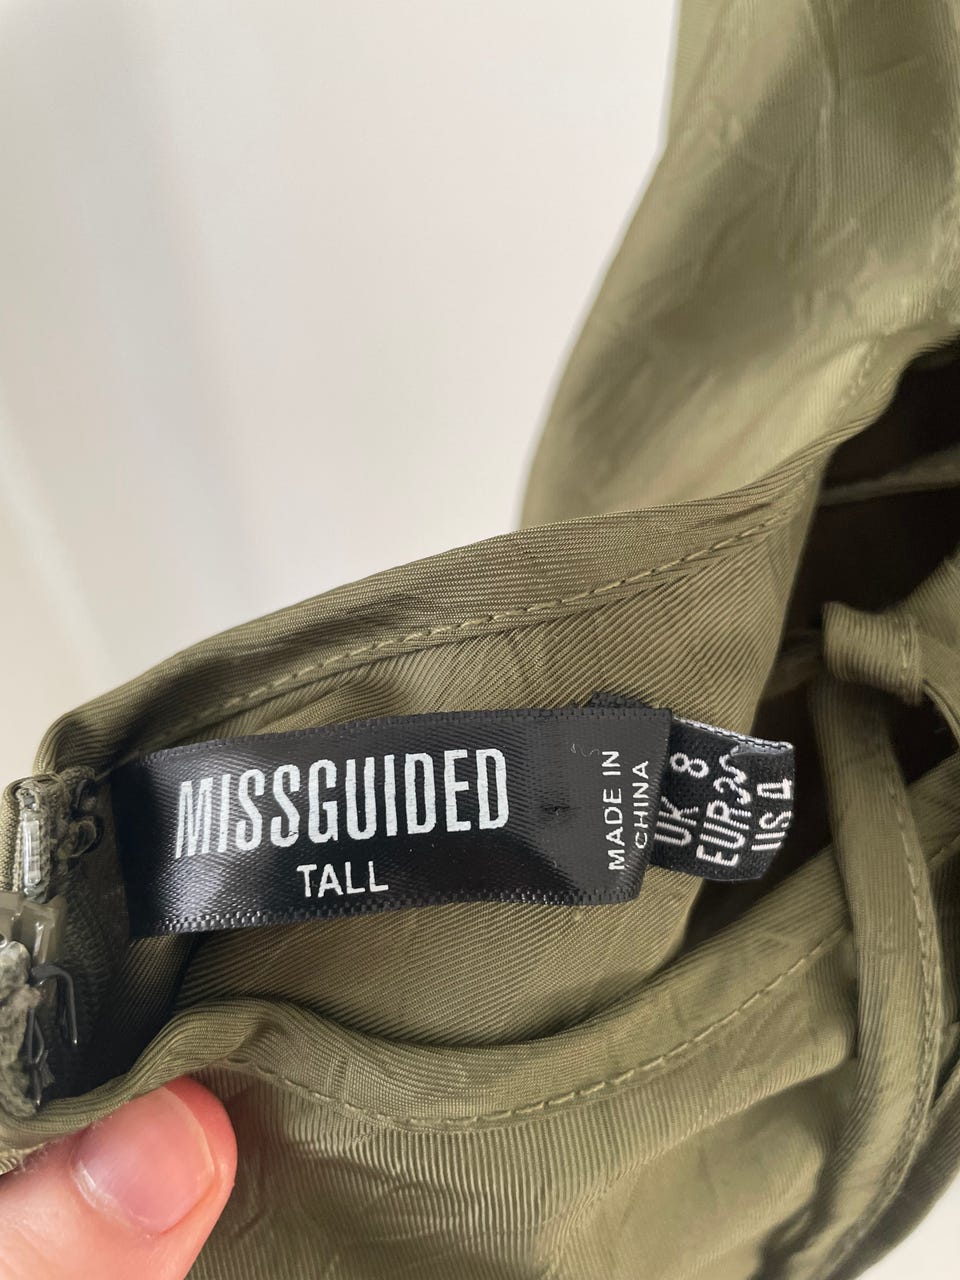 MISSGUIDED
TALL
MADE IN
CHINA
UK 8
EUR
US 4